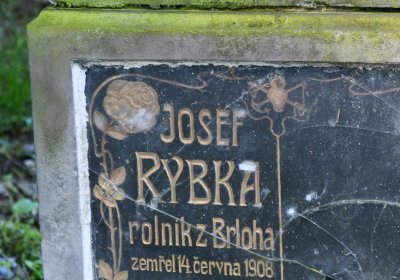 JOSEF
RYBKA
rolník z Brloha
zemřel 14. června 1908